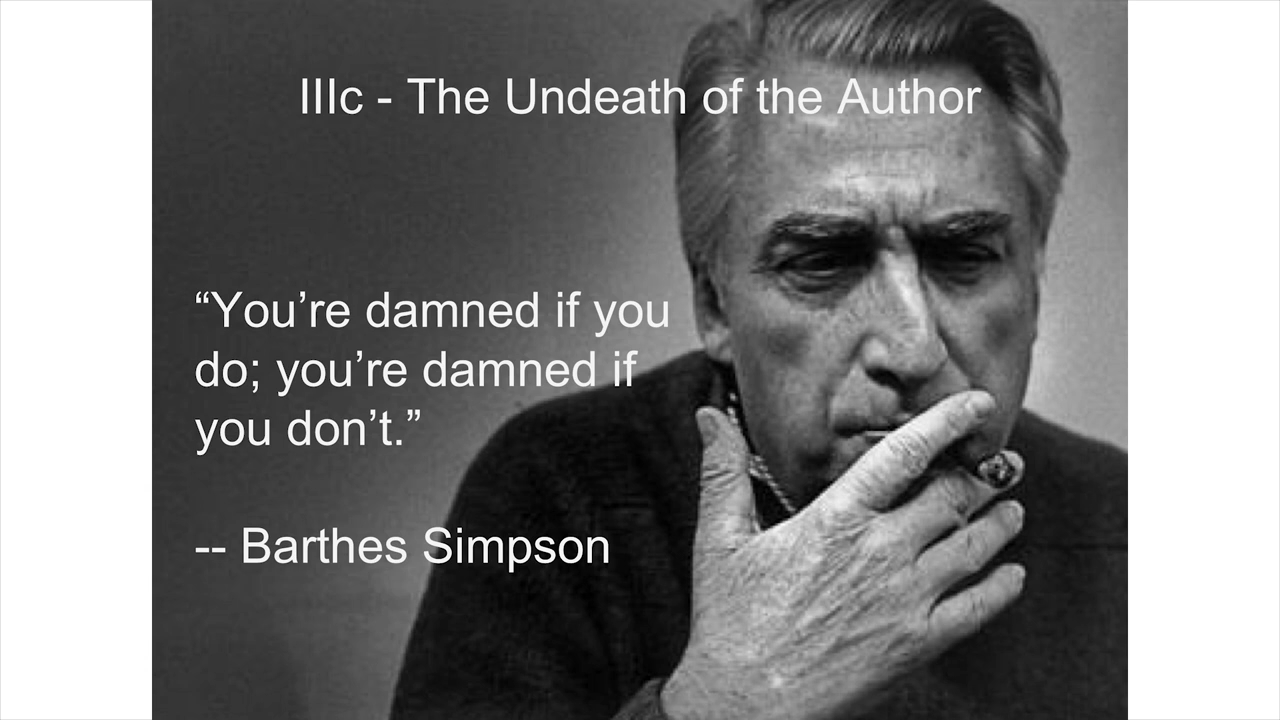 IIIc - The Undeath of the Author
“You’re damned if you
do; you’re damned if
you don’t.”
-- Barthes Simpson